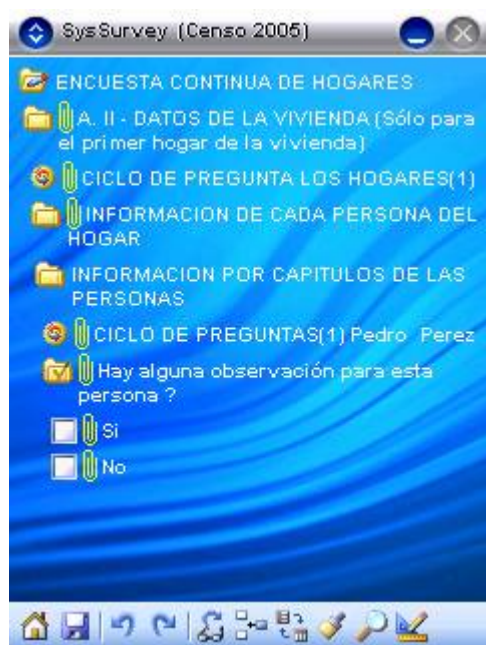 SysSurvey (Censo 2005)
ENCUESTA CONTINUA DE HOGARES
A. II - DATOS DE LA VIVIENDA (Sólo para
el primer hogar de la vivienda)
CICLO DE PREGUNTA LOS HOGARES(1)
INFORMACION DE CADA PERSONA DEL
HOGAR
INFORMACION POR CAPITULOS DE LAS
PERSONAS
CICLO DE PREGUNTAS(1) Pedro Perez
Hay alguna observación para esta
persona ?
Si
No